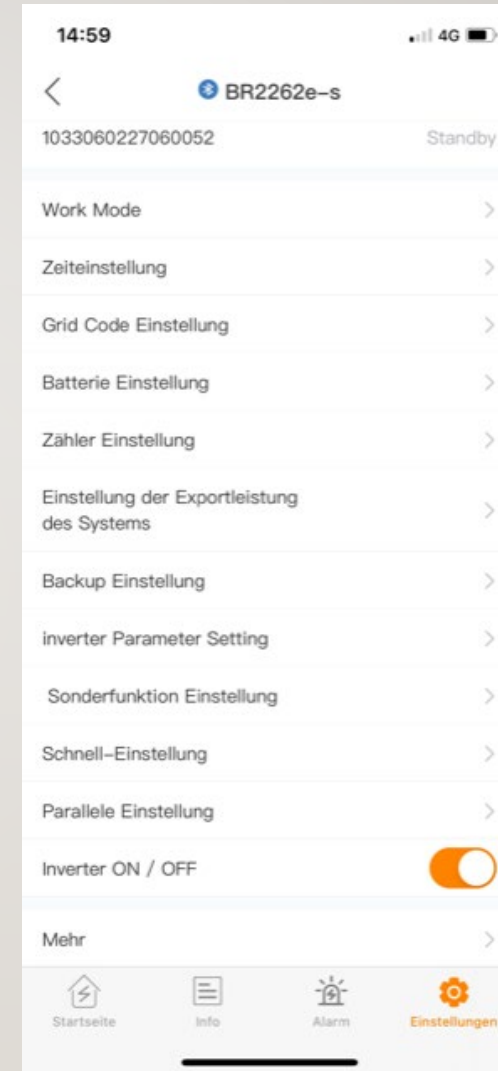 14:59
4G
BR2262e-s
1033060227060052 Standby
Work Mode
Zeiteinstellung
Grid Code Einstellung
Batterie Einstellung
Zähler Einstellung
Einstellung der Exportleistung
des Systems
Backup Einstellung
inverter Parameter Setting
Sonderfunktion Einstellung
Schnell-Einstellung
Parallele Einstellung
Inverter ON / OFF
Mehr
Startseite Info Alarm Einstellungen